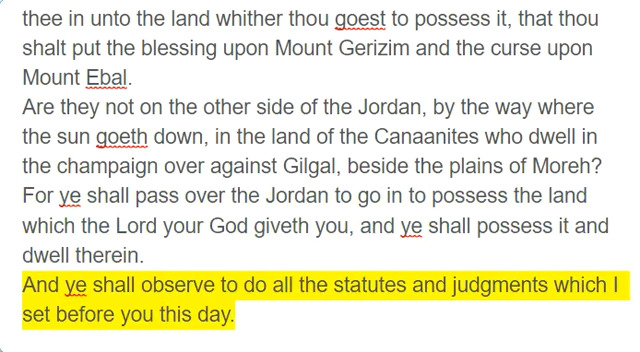 thee in unto the land whither thou goest to possess it, that thou
shalt put the blessing upon Mount Gerizim and the curse upon
Mount Ebal.
Are they not on the other side of the Jordan, by the way where
the sun goeth down, in the land of the Canaanites who dwell in
the champaign over against Gilgal, beside the plains of Moreh?
For ye shall pass over the Jordan to go in to possess the land
which the Lord your God giveth you, and ye shall possess it and
dwell therein.
And ye shall observe to do all the statutes and judgments which I
set before you this day.